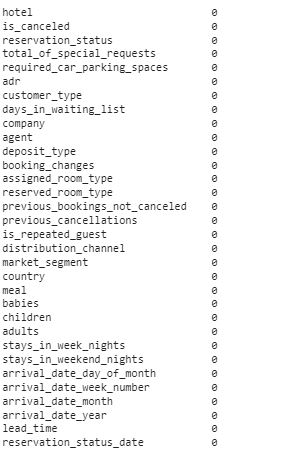 hotel 0
is_canceled 0
reservation_status 0
total_of_special_requests 0
required_car_parking_spaces 0
adr 0
customer_type 0
days_in_waiting_list 0
company 0
agent 0
deposit_type 0
booking_changes 0
assigned_room_type 0
reserved_room_type 0
previous_bookings_not_canceled 0
previous_cancellations 0
is_repeated_guest 0
distribution_channel 0
market_segment 0
country 0
meal 0
babies 0
children 0
adults 0
stays_in_week_nights 0
stays_in_weekend_nights 0
arrival_date_day_of_month 0
arrival_date_week_number 0
arrival_date_month 0
arrival_date_year 0
lead_time 0
reservation_status_date 0